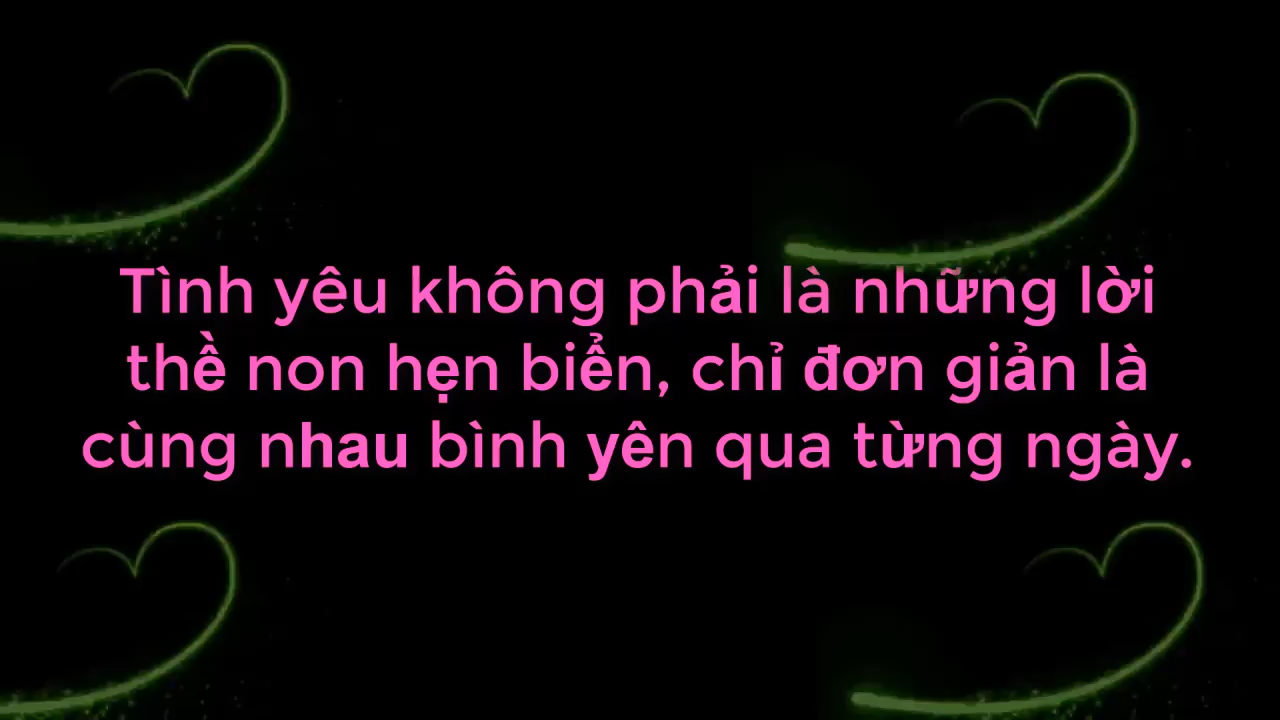 Tình yêu không phải là những lời
thề non hẹn biển, chỉ đơn giản là
cùng nhau bình yên qua từng ngày.